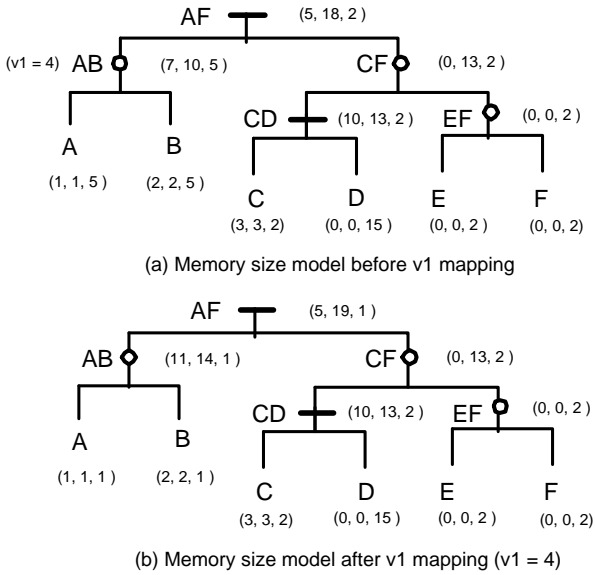 AF (5, 18, 2 )
(v1 = 4) AB (7, 10, 5 ) CF (0, 13, 2 )
CD (10, 13, 2 ) EF (0, 0, 2 )
A B
(1, 1, 5 ) (2, 2, 5 )
C D E F
(3, 3, 2) (0, 0, 15 ) (0, 0, 2 ) (0, 0, 2)
(a) Memory size model before v1 mapping
AF (5, 19, 1 )
AB (11, 14, 1 ) CF (0, 13, 2 )
CD (10, 13, 2 ) EF (0, 0, 2 )
A B
(1, 1, 1 ) (2, 2, 1 )
C D E F
(3, 3, 2) (0, 0, 15 ) (0, 0, 2 ) (0, 0, 2)
(b) Memory size model after v1 mapping (v1 = 4)